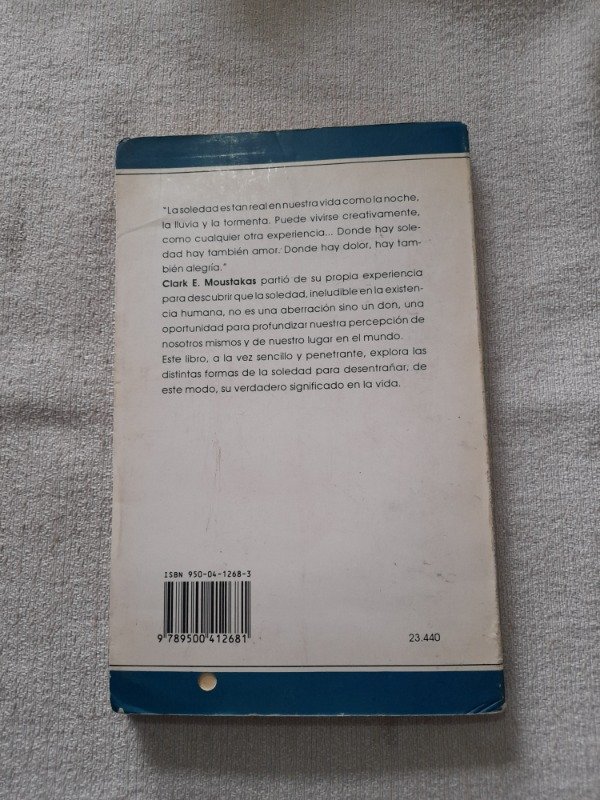 "La soledad es tan real en nuestra vida como la noche,
la lluvia y la tormenta. Puede vivirse creativamente,
como cualquier otra experiencia... Donde hay sole-
dad hay también amor. Donde hay dolor, hay tam-
bién alegría."
Clark E. Moustakas partió de su propia experiencia
para descubrir que la soledad, ineludible en la existen-
cia humana, no es una aberración sino un don, una
oportunidad para profundizar nuestra percepción de
nosotros mismos y de nuestro lugar en el mundo.
Este libro, a la vez sencillo y penetrante, explora las
distintas formas de la soledad para desentrañar, de
este modo, su verdadero significado en la vida.
ISBN 950-04-1268-3
9 789500 412681
23.440